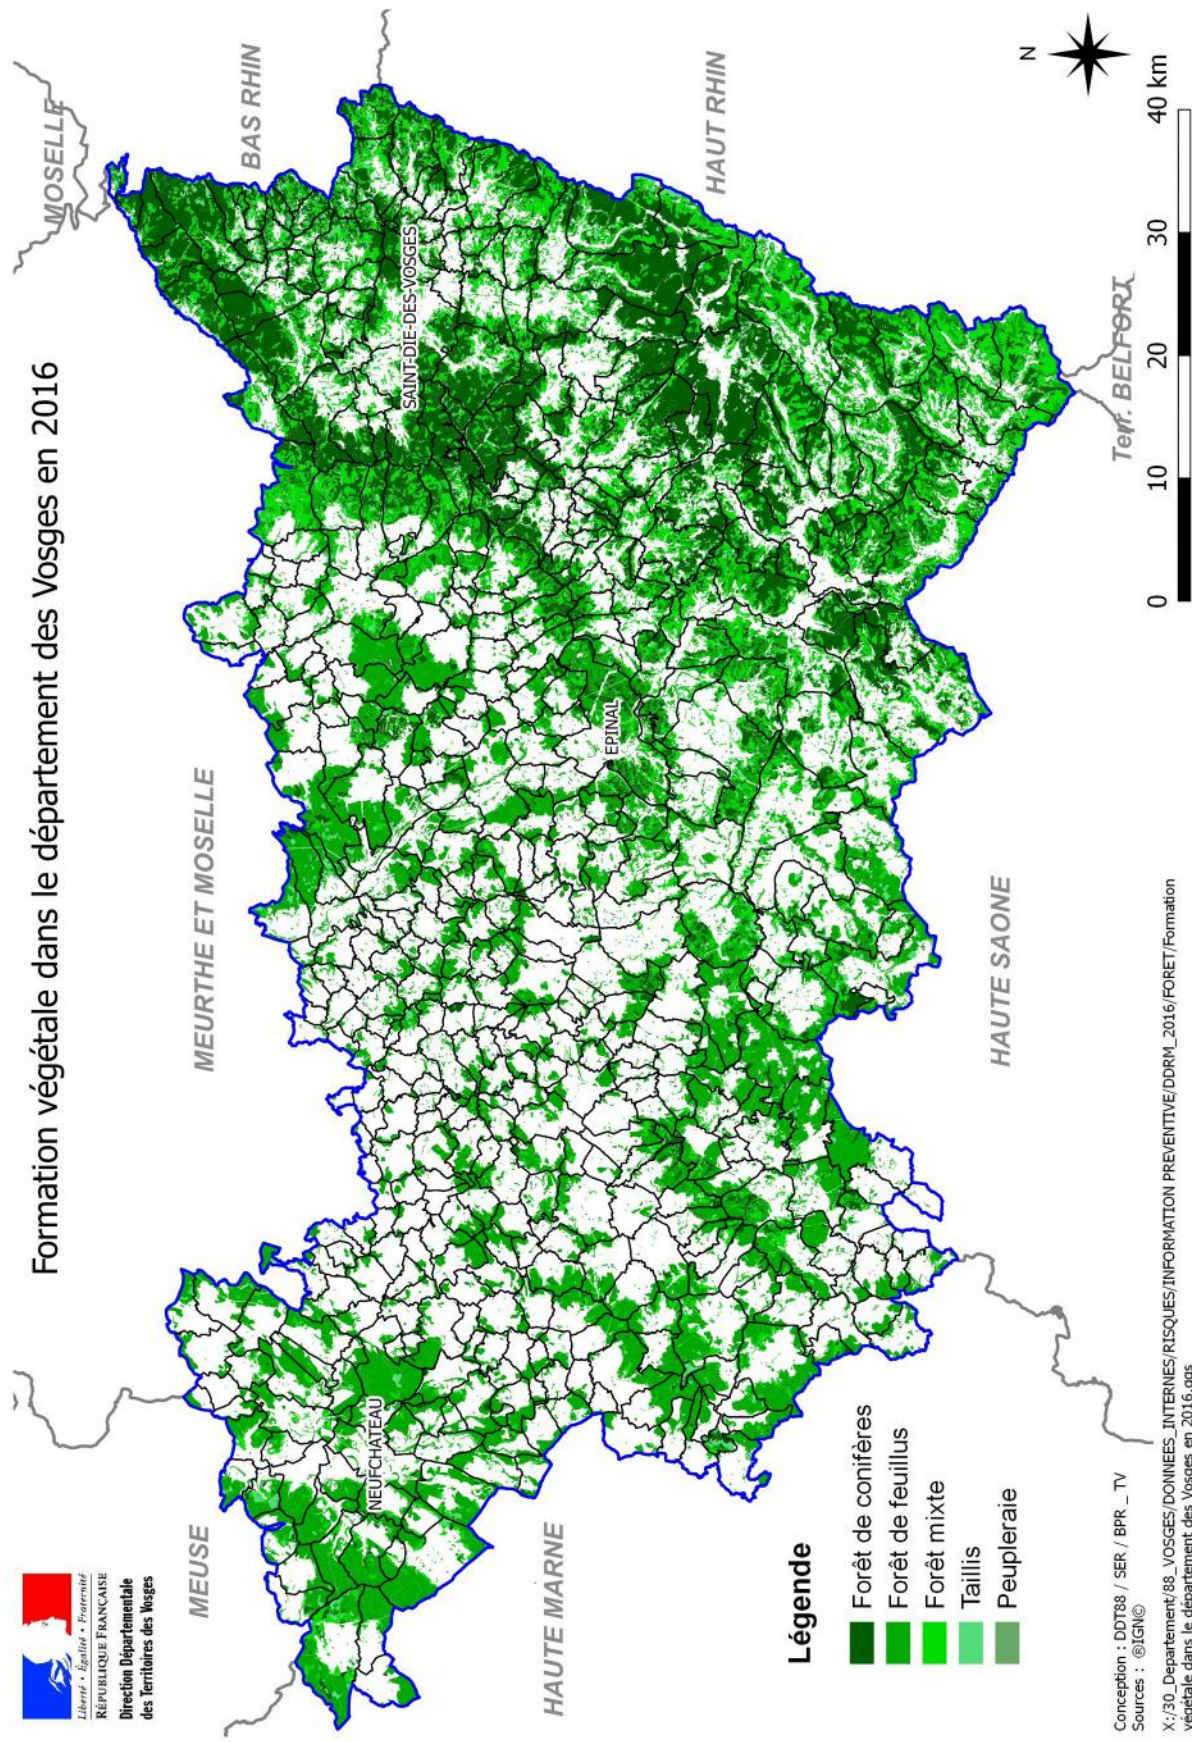 Formation végétale dans le département des Vosges en 2016
Liberté • Égalité • Fraternité
RÉPUBLIQUE FRANÇAISE
Direction Départementale
des Territoires des Vosges
MEUSE
MEURTHE ET MOSELLE
MOSELLE
BAS RHIN
HAUT RHIN
Terr. BELFORT
HAUTE SAONE
HAUTE MARNE
NEUFCHATEAU
EPINAL
SAINT-DIE-DES-VOSGES
N
0 10 20 30 40 km
Légende
Forêt de conifères
Forêt de feuillus
Forêt mixte
Taillis
Peupleraie
Conception : DDT88 / SER / BPR _ TV
Sources : ®IGN©
X:/30_Departement/88_VOSGES/DONNEES_INTERNES/RISQUES/INFORMATION PREVENTIVE/DDRM_2016/FORET/Formation
végétale dans le département des Vosges en 2016.qgs